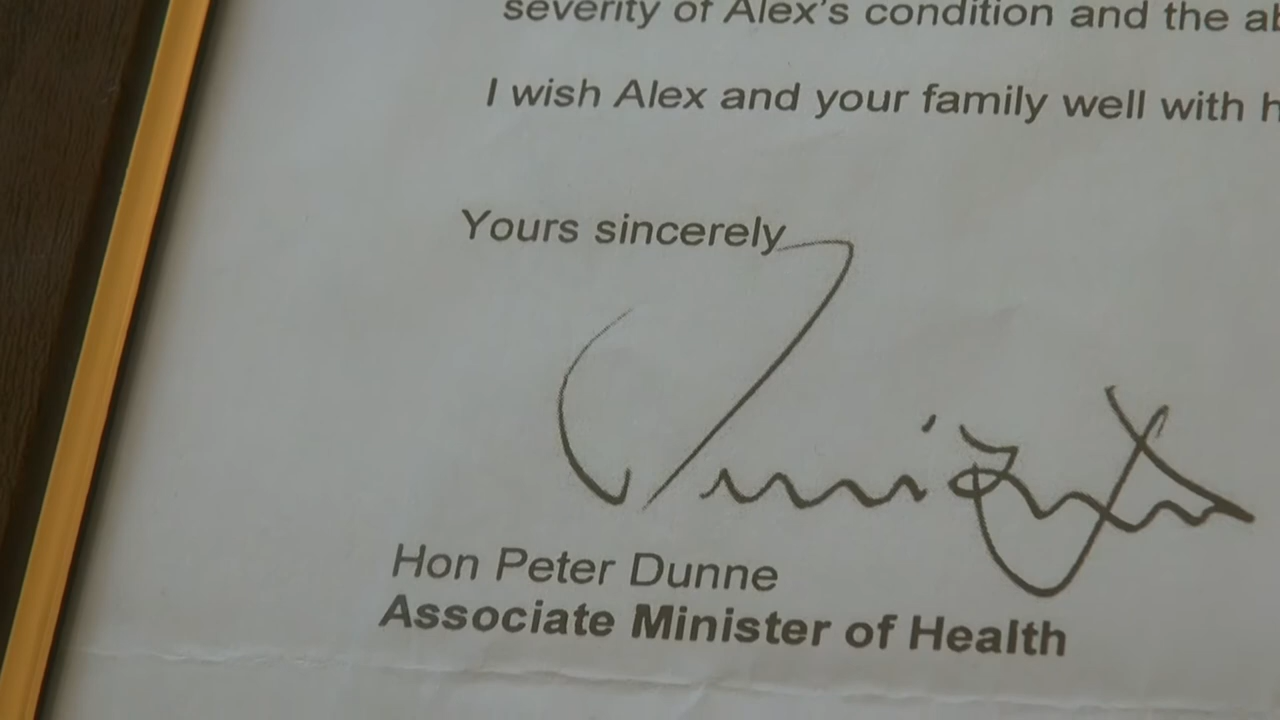 severity of Alex's condition and the
I wish Alex and your family well with
Yours sincerely
Hon Peter Dunne
Associate Minister of Health